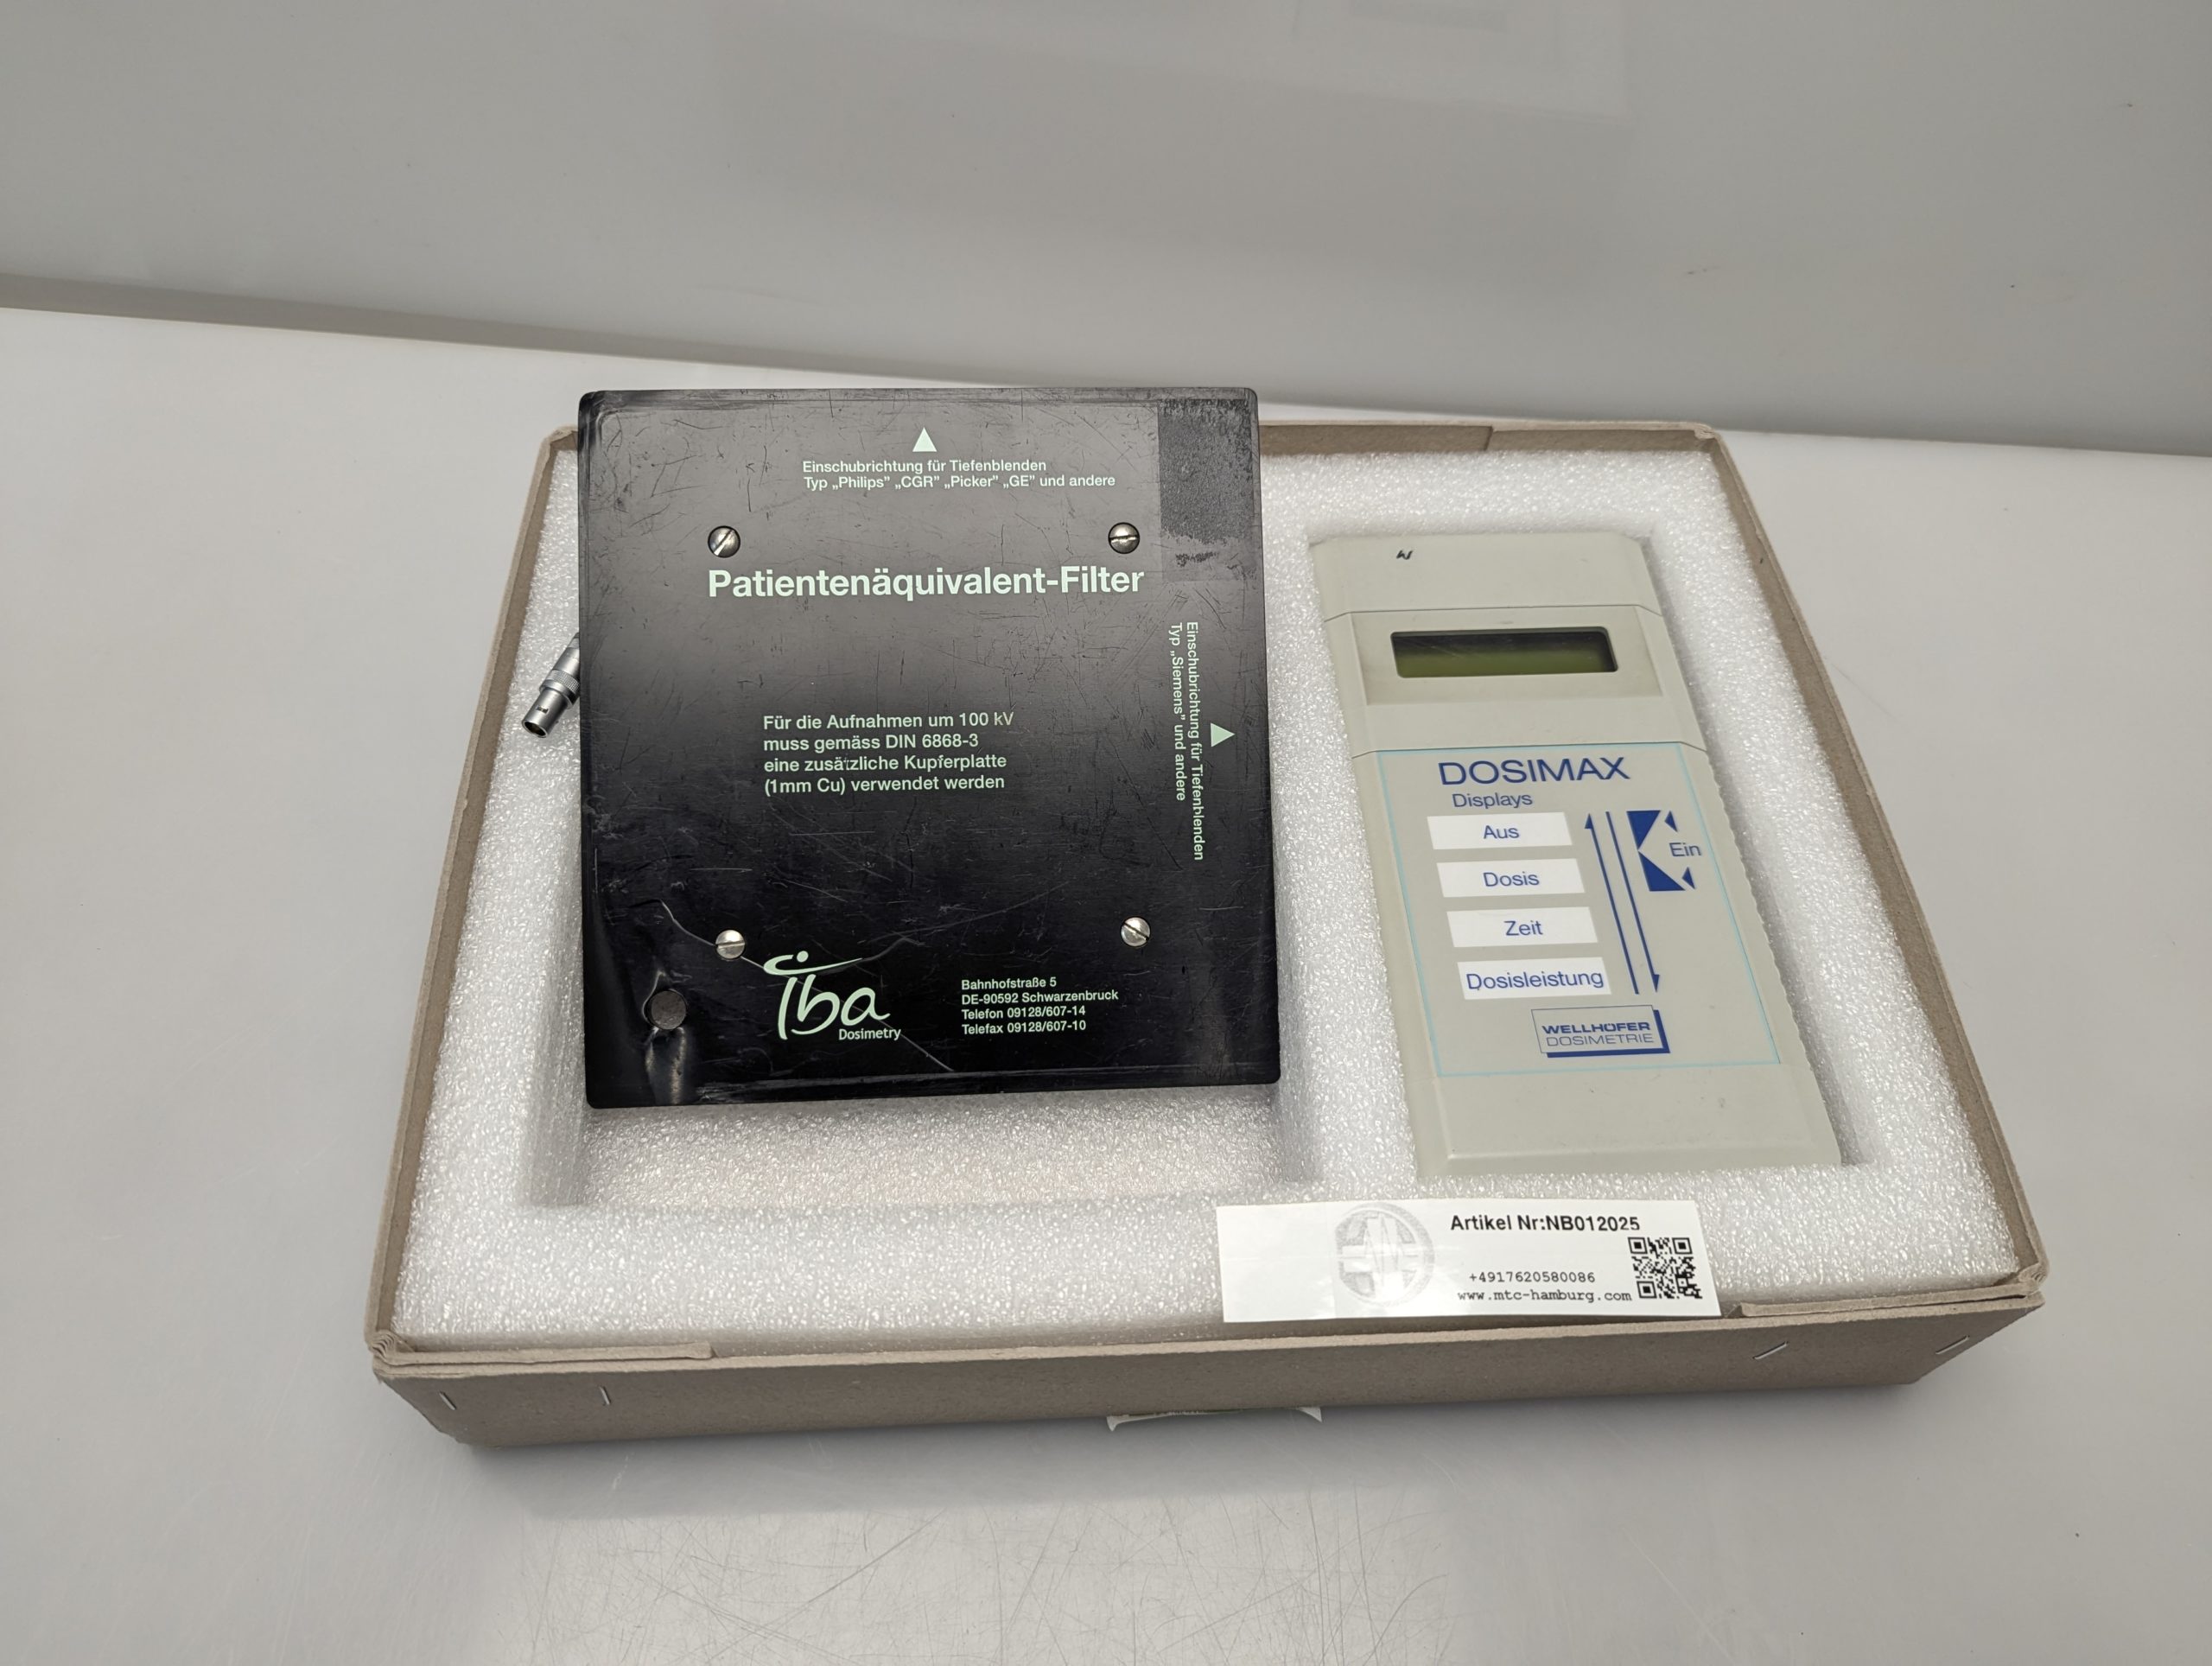 Einschubrichtung für Tiefenblenden
Typ „Philips” „CGR” „Picker” „GE” und andere
Patientenäquivalent-Filter
Einschubrichtung für Tiefenblenden
Typ „Siemens” und andere
Für die Aufnahmen um 100 kV
muss gemäss DIN 6868-3
eine zusätzliche Kupferplatte
(1mm Cu) verwendet werden
iba
Dosimetry
Bahnhofstraße 5
DE-90592 Schwarzenbruck
Telefon 09128/607-14
Telefax 09128/607-10
DOSIMAX
Displays
Aus
Ein
Dosis
Zeit
Dosisleistung
WELLHÖFER
DOSIMETRIE
Artikel Nr:NB012025
+4917620580086
www.mtc-hamburg.com